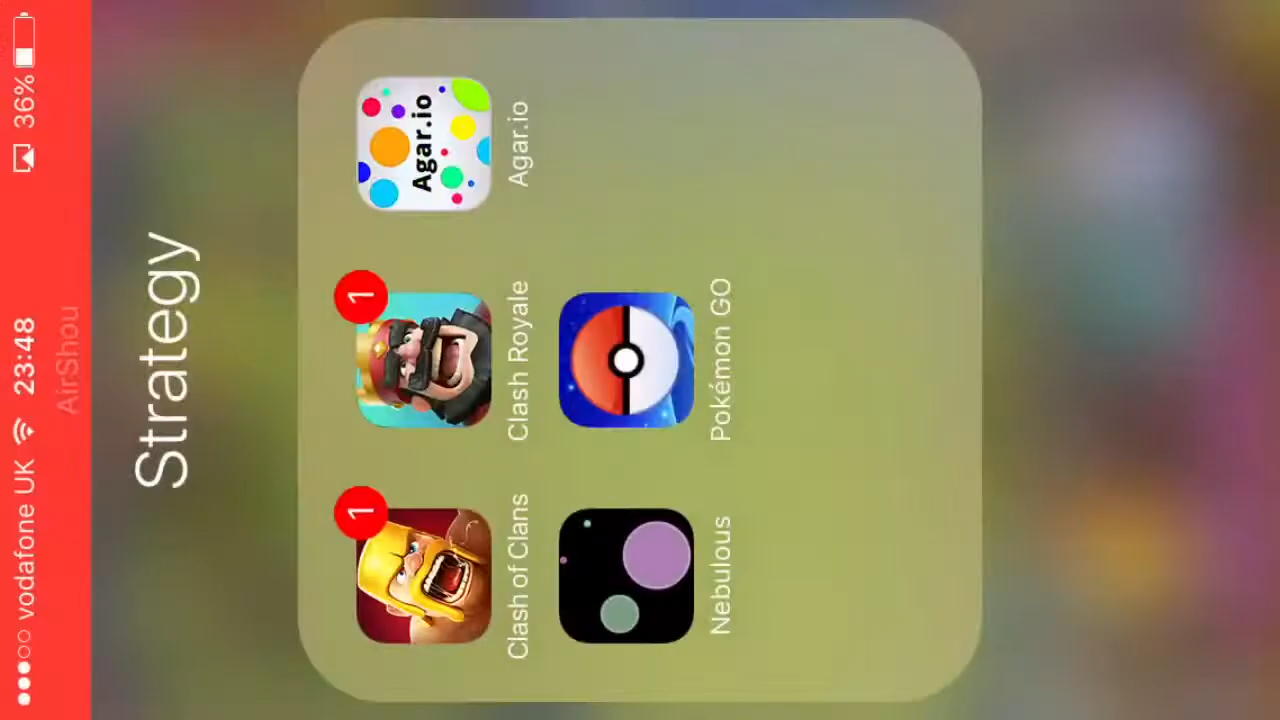 vodafone UK 23:48 36%
AirShou
Strategy
1 1
Agar.io
Clash of Clans Clash Royale Agar.io
Nebulous Pokémon GO